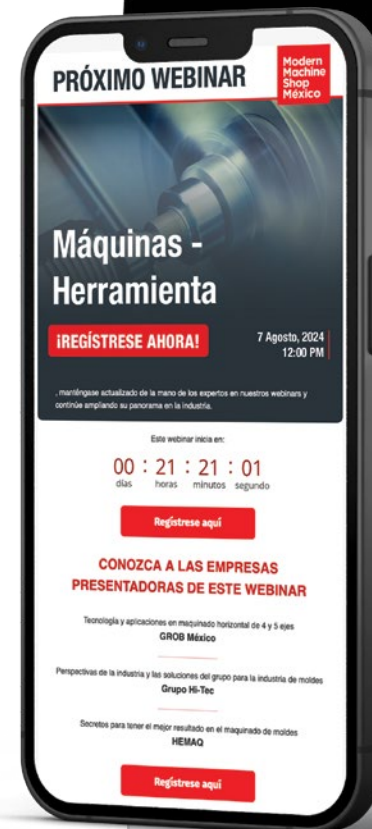 PRÓXIMO WEBINAR
Modern
Machine
Shop
México
Máquinas -
Herramienta
¡REGÍSTRESE AHORA!
7 Agosto, 2024
12:00 PM
, manténgase actualizado de la mano de los expertos en nuestros webinars y
continúe ampliando su panorama en la industria.
Este webinar inicia en:
00 : 21 : 21 : 01
días horas minutos segundo
Regístrese aquí
CONOZCA A LAS EMPRESAS
PRESENTADORAS DE ESTE WEBINAR
Tecnología y aplicaciones en maquinado horizontal de 4 y 5 ejes
GROB México
Perspectivas de la industria y las soluciones del grupo para la industria de moldes
Grupo Hi-Tec
Secretos para tener el mejor resultado en el maquinado de moldes
HEMAQ
Regístrese aquí